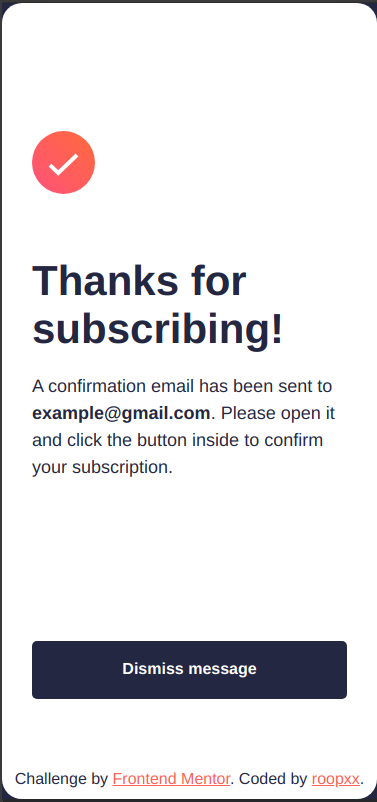 Thanks for
subscribing!
A confirmation email has been sent to
example@gmail.com. Please open it
and click the button inside to confirm
your subscription.
Dismiss message
Challenge by Frontend Mentor. Coded by roopxx.